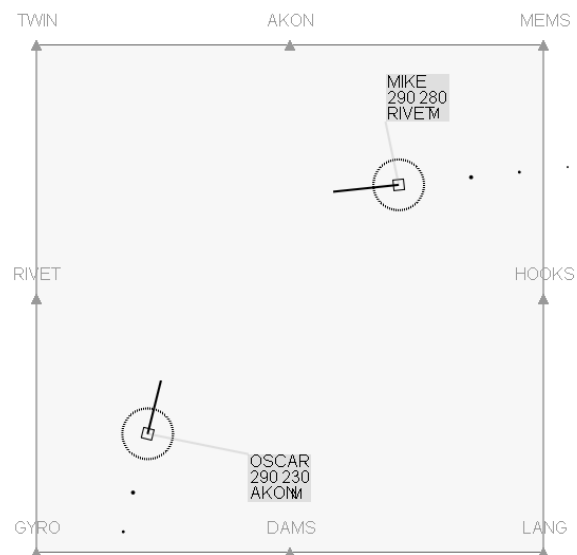 TWIN
AKON
MEMS
MIKE
290 280
RIVET M
RIVET
HOOKS
OSCAR
290 230
AKON M
GYRO
DAMS
LANG